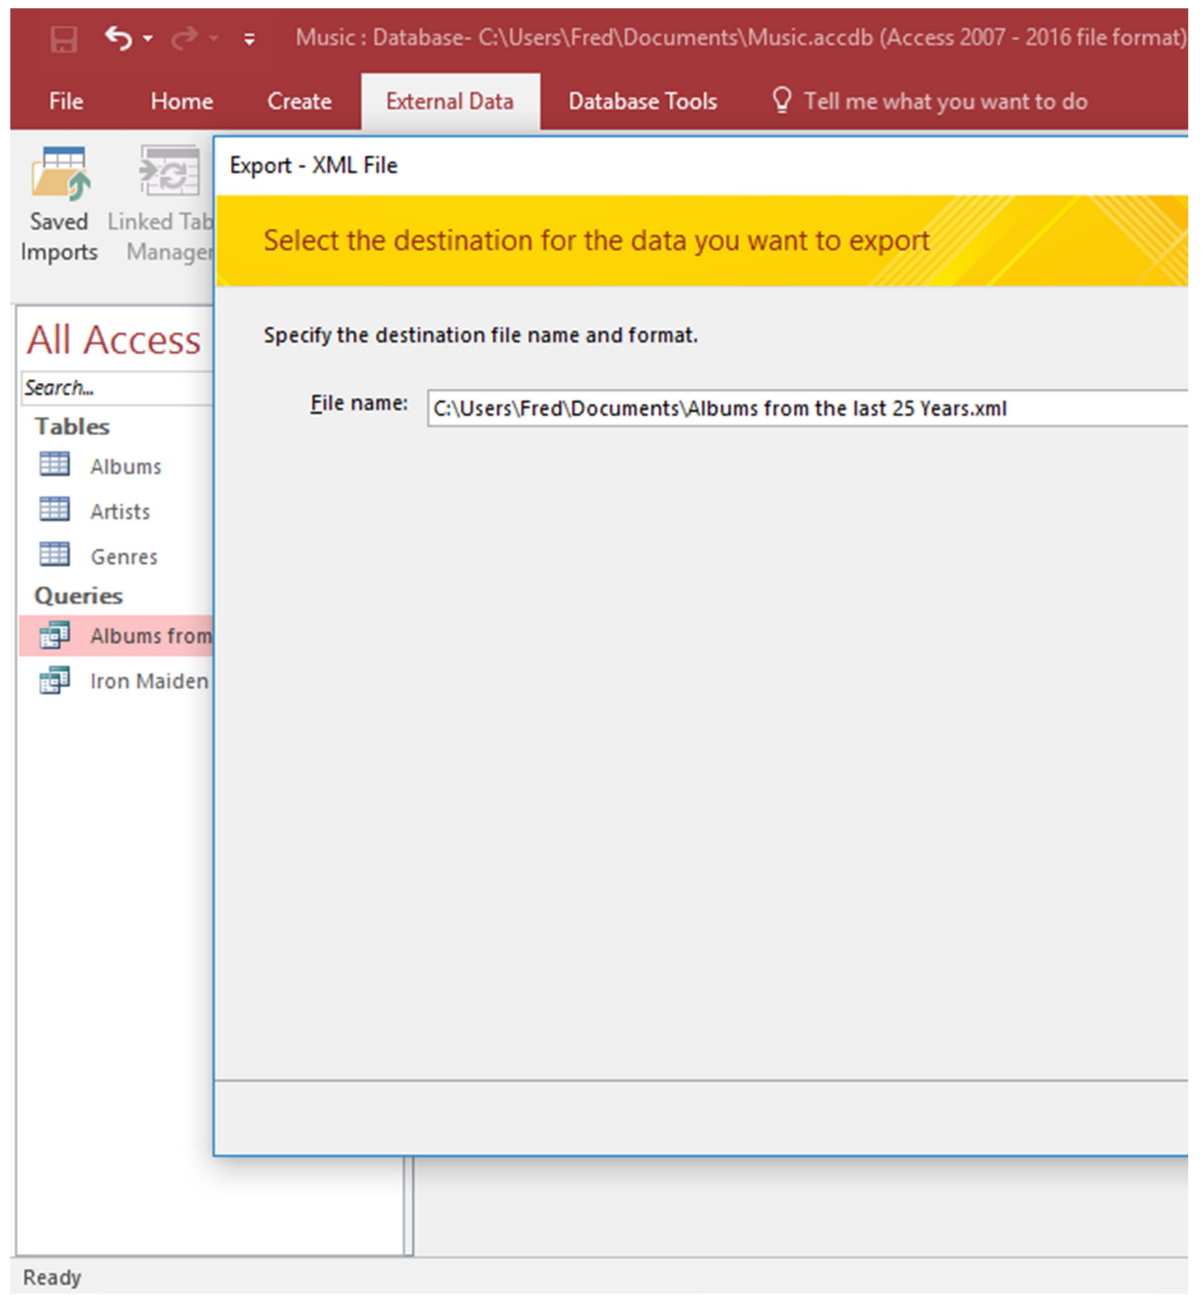 Music : Database- C:\Users\Fred\Documents\Music.accdb (Access 2007 - 2016 file format)
File Home Create External Data Database Tools Tell me what you want to do
Export - XML File
Saved Imports
Linked Tab
Manager
Select the destination for the data you want to export
Specify the destination file name and format.
File name: C:\Users\Fred\Documents\Albums from the last 25 Years.xml
All Access
Search...
Tables
Albums
Artists
Genres
Queries
Albums from
Iron Maiden
Ready